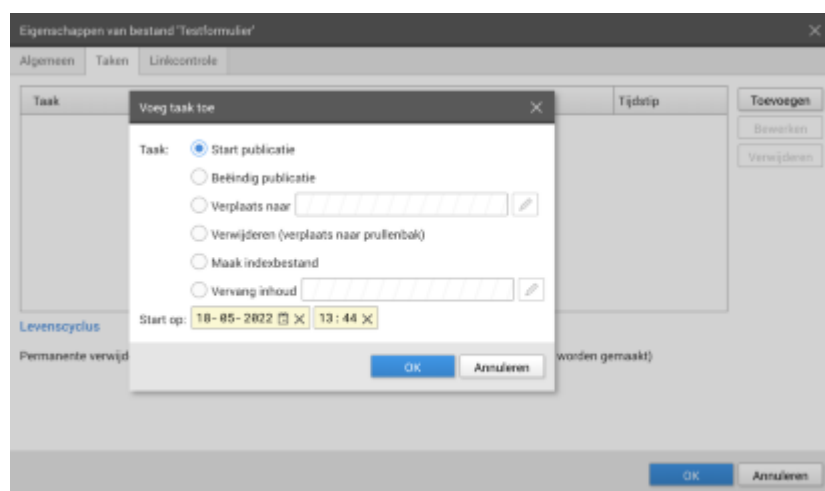 Eigenschappen van bestand 'Testformulier'
Algemeen Taken Linkcontrole
Taak Tijdstip Toevoegen
Bewerken
Verwijderen
Voeg taak toe
Taak: Start publicatie
Beëindig publicatie
Verplaats naar
Verwijderen (verplaats naar prullenbak)
Maak indexbestand
Vervang inhoud
Start op: 18-05-2022 13:44
OK Annuleren
Levenscyclus
Permanente verwijd worden gemaakt)
OK Annuleren